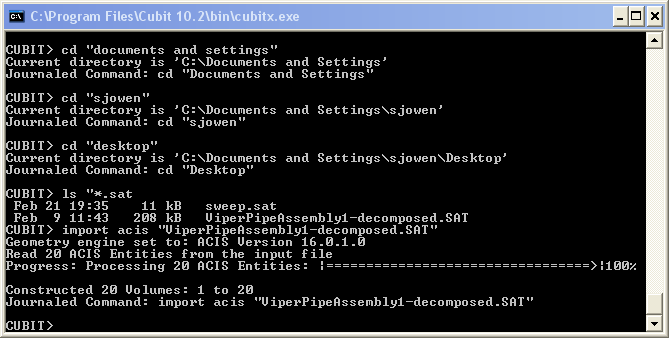 C:\Program Files\Cubit 10.2\bin\cubitx.exe
CUBIT> cd "documents and settings"
Current directory is 'C:\Documents and Settings'
Journaled Command: cd "Documents and Settings"
CUBIT> cd "sjowen"
Current directory is 'C:\Documents and Settings\sjowen'
Journaled Command: cd "sjowen"
CUBIT> cd "desktop"
Current directory is 'C:\Documents and Settings\sjowen\Desktop'
Journaled Command: cd "Desktop"
CUBIT> ls "*.sat
Feb 21 19:35    11 kB   sweep.sat
Feb  9 11:43   208 kB   ViperPipeAssembly1-decomposed.SAT
CUBIT> import acis "ViperPipeAssembly1-decomposed.SAT"
Geometry engine set to: ACIS Version 16.0.1.0
Read 20 ACIS Entities from the input file
Progress: Processing 20 ACIS Entities: |================================>|100%
Constructed 20 Volumes: 1 to 20
Journaled Command: import acis "ViperPipeAssembly1-decomposed.SAT"
CUBIT>